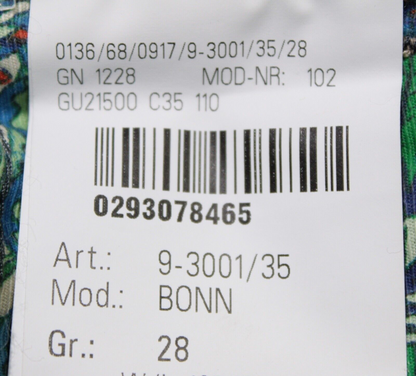 0136/68/0917/9-3001/35/28
GN 1228 MOD-NR: 102
GU21500 C35 110
0293078465
Art.: 9-3001/35
Mod.: BONN
Gr.: 28